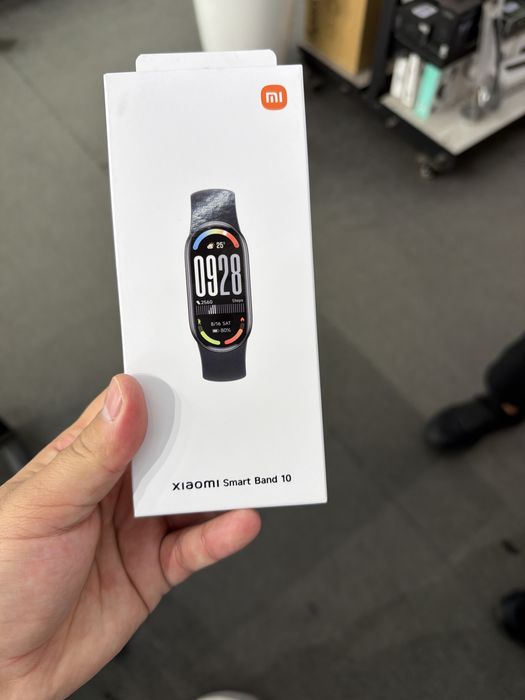 mi
25°
0928
2560 Steps
8/16 SAT
80%
xiaomi Smart Band 10